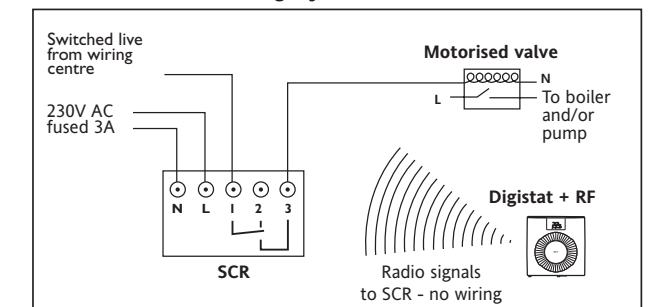 Switched live
from wiring
centre
Motorised valve
N
L
To boiler
and/or
pump
230V AC
fused 3A
N L 1 2 3
SCR
Digistat + RF
Radio signals
to SCR - no wiring